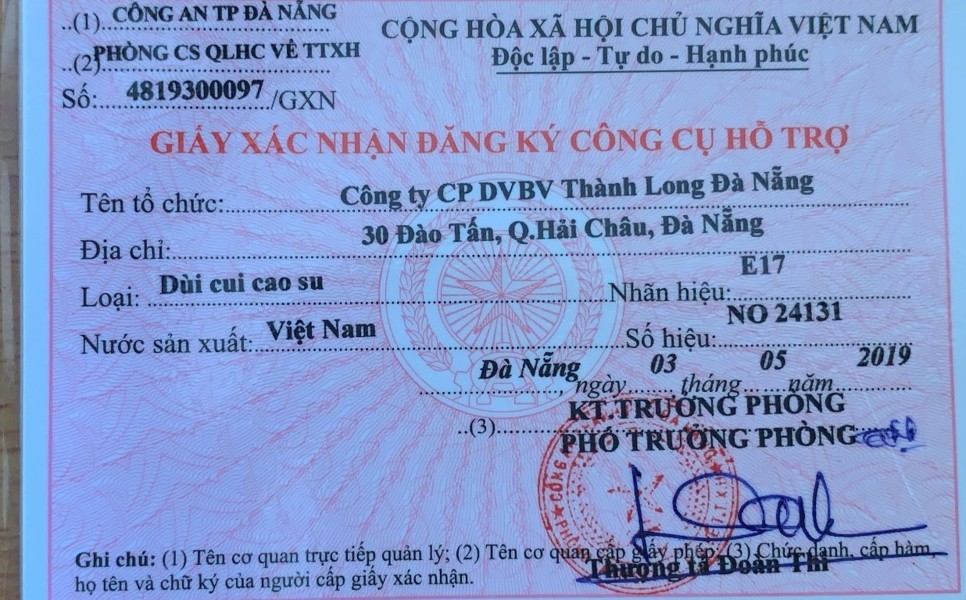 ..(1).. CÔNG AN TP ĐÀ NẴNG
CỘNG HÒA XÃ HỘI CHỦ NGHĨA VIỆT NAM
..(2).. PHÒNG CS QLHC VỀ TTXH
Độc lập - Tự do - Hạnh phúc
Số: 4819300097 /GXN
GIẤY XÁC NHẬN ĐĂNG KÝ CÔNG CỤ HỖ TRỢ
Tên tổ chức: Công ty CP DVBV Thành Long Đà Nẵng
Địa chỉ: 30 Đào Tấn, Q.Hải Châu, Đà Nẵng
Loại: Dùi cui cao su Nhãn hiệu: E17
Nước sản xuất: Việt Nam Số hiệu: NO 24131
Đà Nẵng, ngày 03 tháng 05 năm 2019
KT.TRƯỞNG PHÒNG
..(3)..
PHÓ TRƯỞNG PHÒNG
Ghi chú: (1) Tên cơ quan trực tiếp quản lý; (2) Tên cơ quan cấp giấy phép; (3) Chức danh, cấp hàm,
họ tên và chữ ký của người cấp giấy xác nhận.
Thượng tá Đoàn Thi